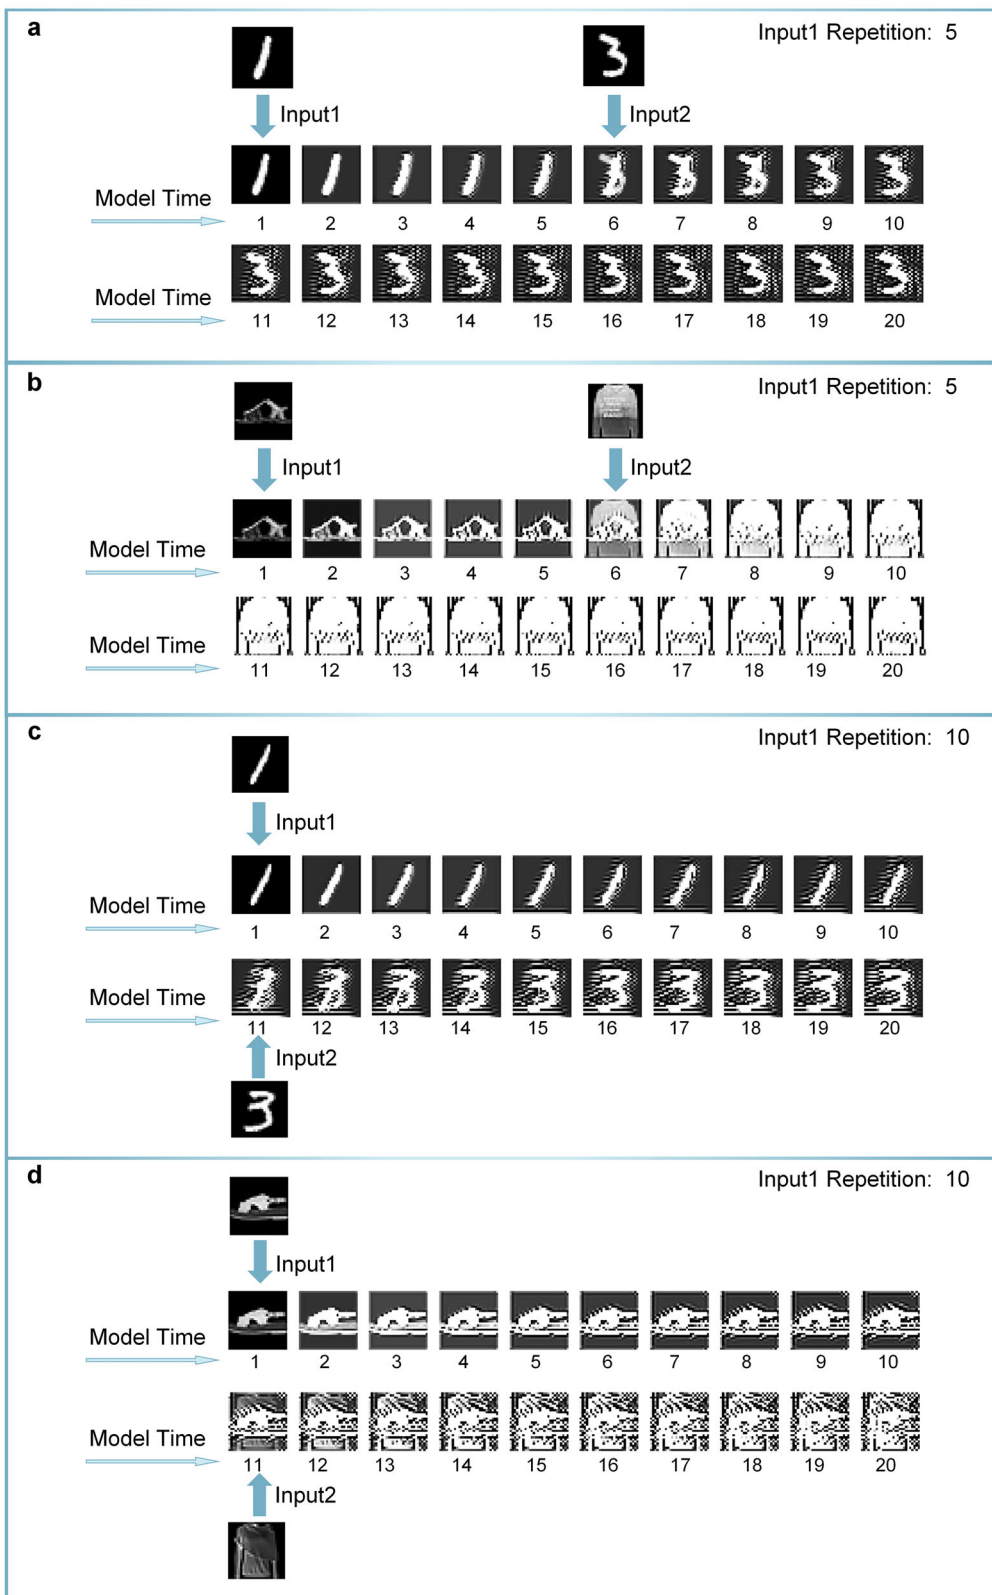 a
Input1 Repetition: 5
Input1
Input2
Model Time
1 2 3 4 5 6 7 8 9 10
Model Time
11 12 13 14 15 16 17 18 19 20
b
Input1 Repetition: 5
Input1
Input2
Model Time
1 2 3 4 5 6 7 8 9 10
Model Time
11 12 13 14 15 16 17 18 19 20
c
Input1 Repetition: 10
Input1
Model Time
1 2 3 4 5 6 7 8 9 10
Model Time
11 12 13 14 15 16 17 18 19 20
Input2
3
d
Input1 Repetition: 10
Input1
Model Time
1 2 3 4 5 6 7 8 9 10
Model Time
11 12 13 14 15 16 17 18 19 20
Input2